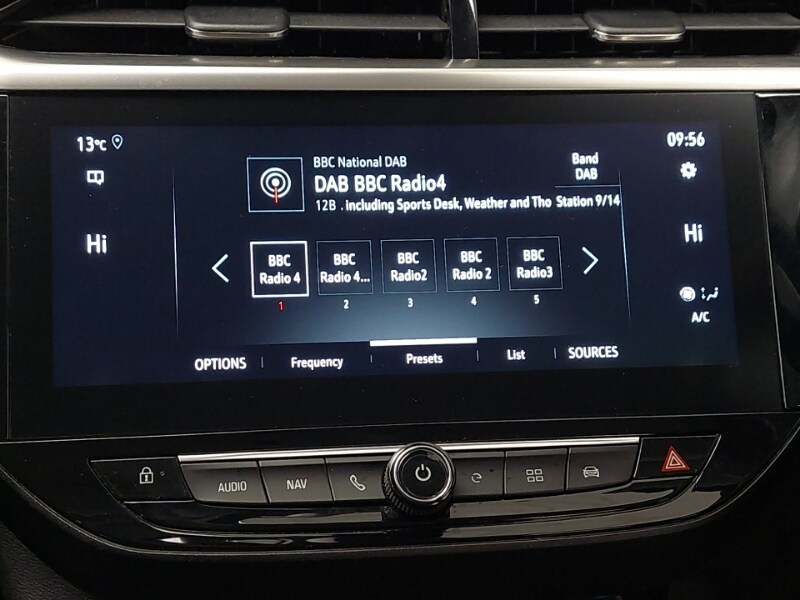 13°C
09:56
BBC National DAB
Band
DAB
DAB BBC Radio4
12B . including Sports Desk, Weather and Tho
Station 9/14
Hi
Hi
BBC
Radio 4
BBC
Radio 4...
BBC
Radio2
BBC
Radio 2
BBC
Radio3
1
2
3
4
5
A/C
OPTIONS
Frequency
Presets
List
SOURCES
AUDIO
NAV